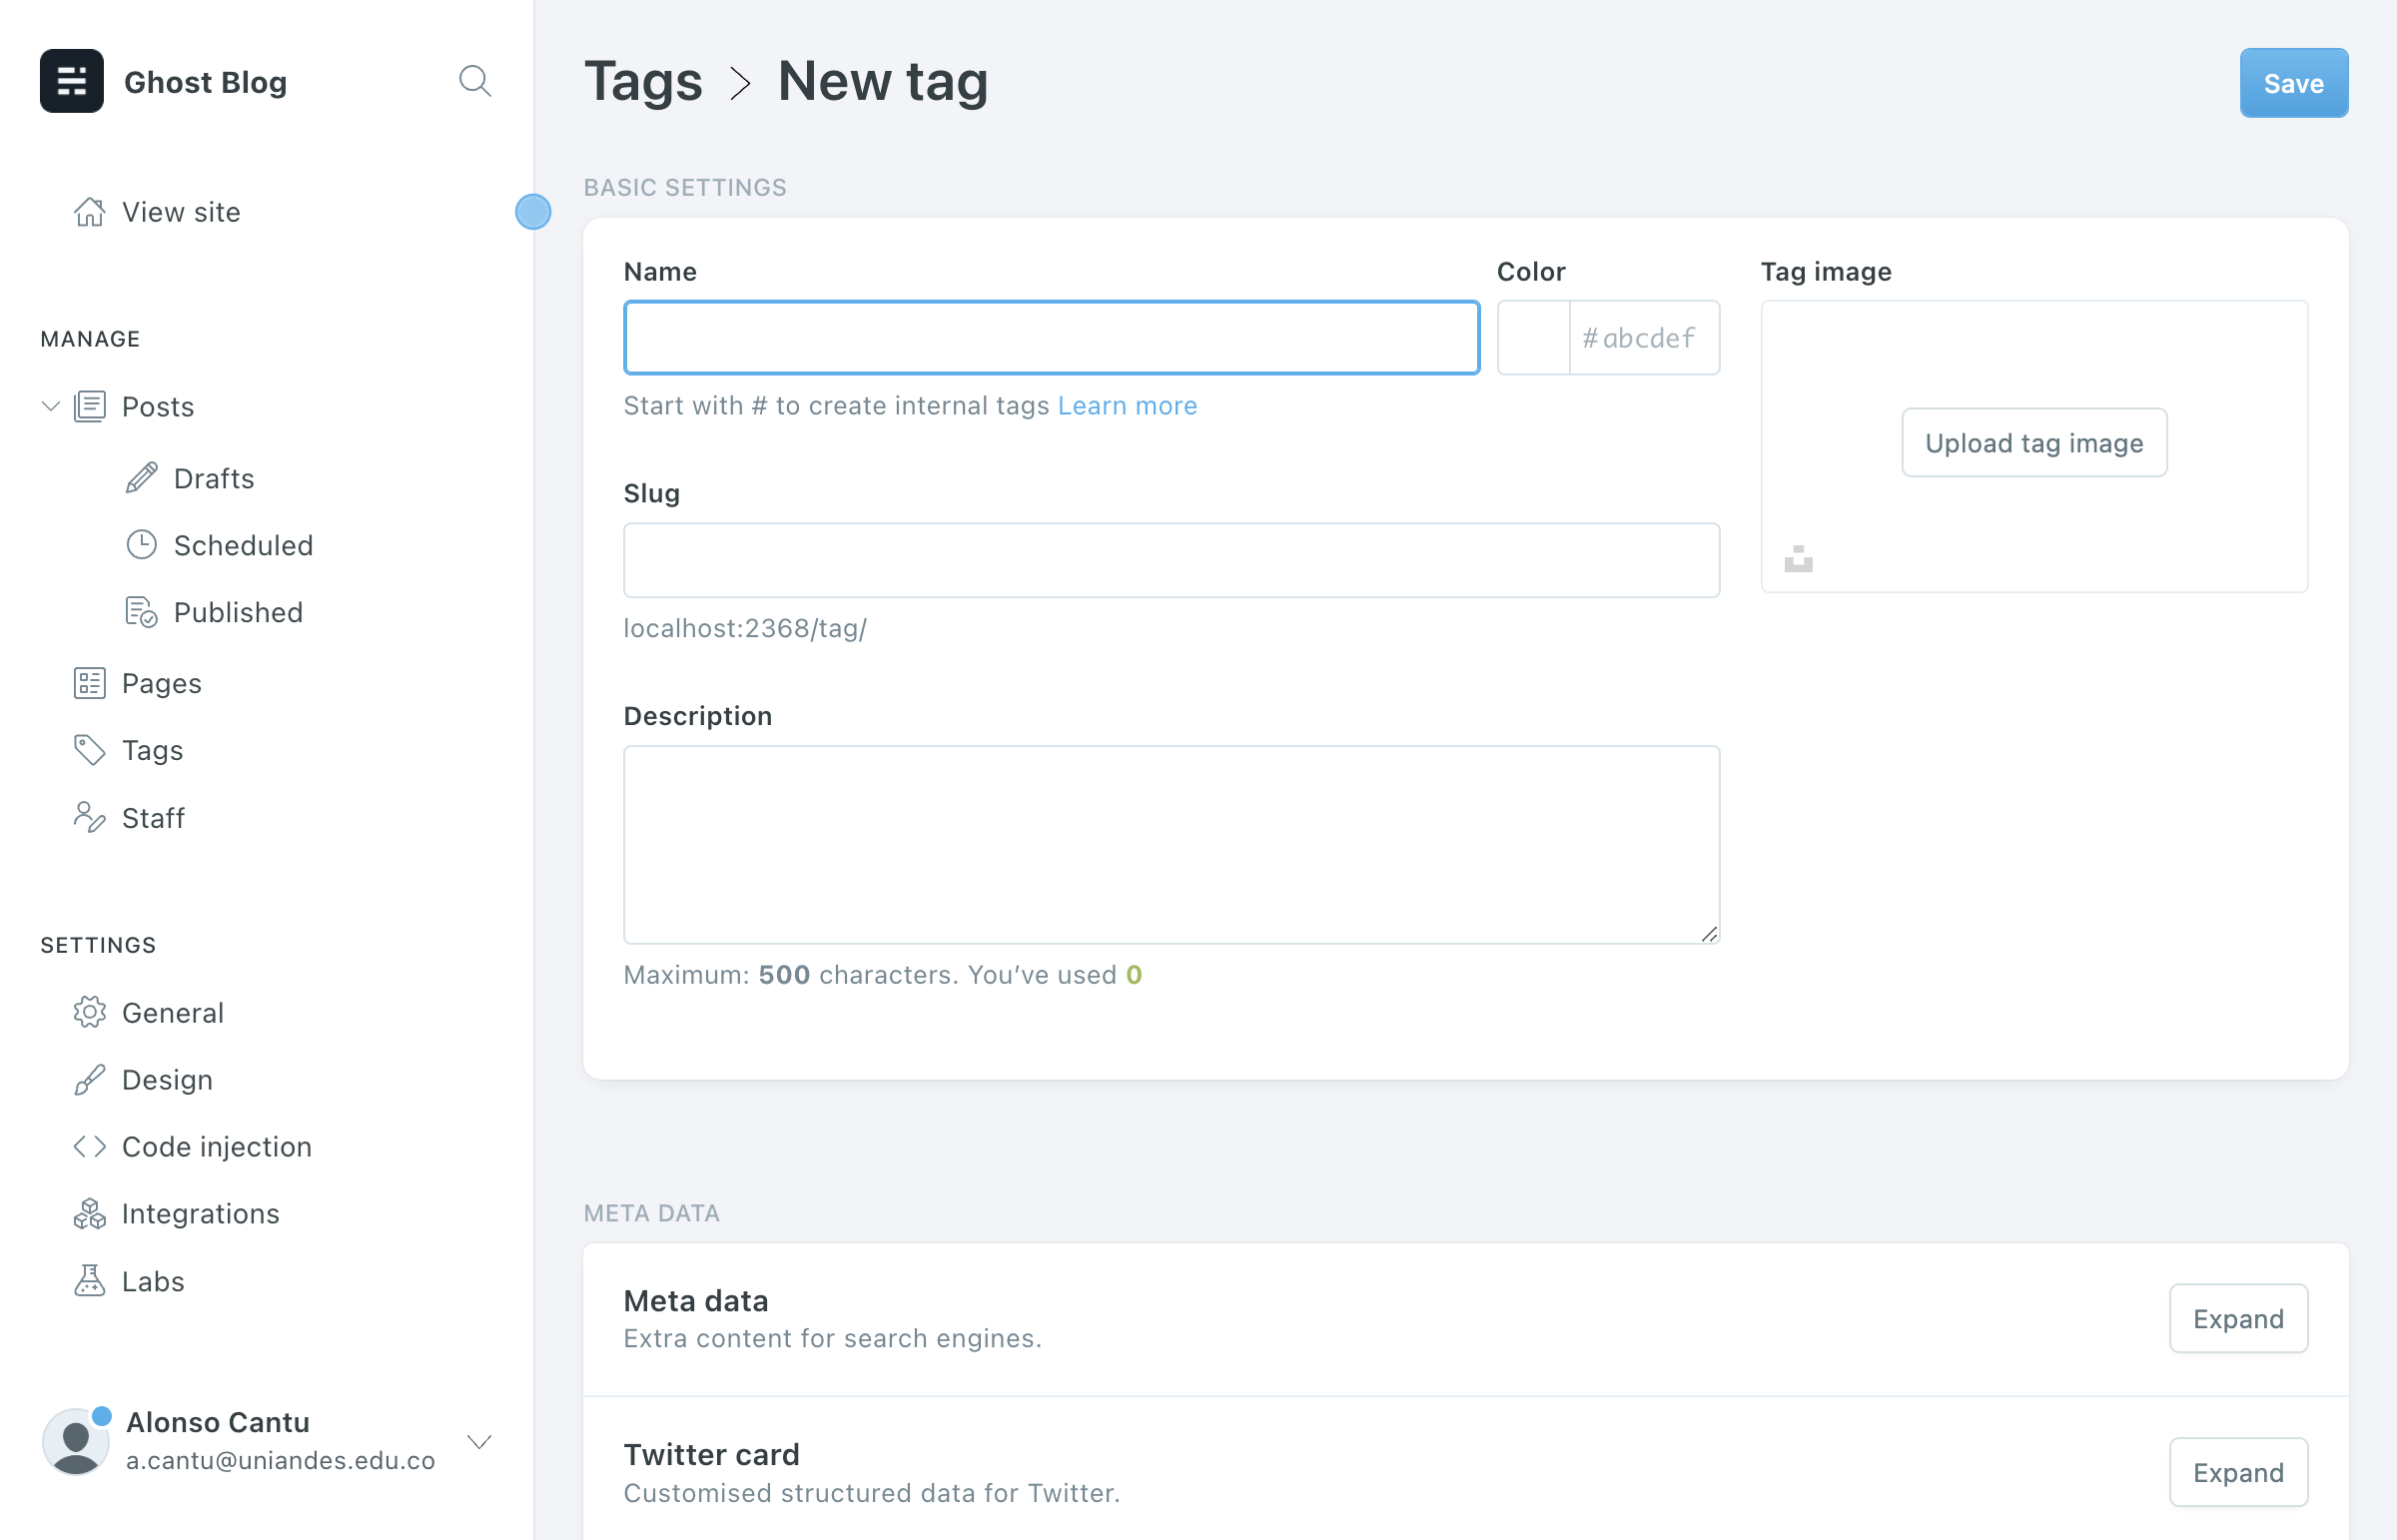 Ghost Blog
View site
MANAGE
Posts
Drafts
Scheduled
Published
Pages
Tags
Staff
SETTINGS
General
Design
Code injection
Integrations
Labs
Alonso Cantu
a.cantu@uniandes.edu.co
Tags > New tag
Save
BASIC SETTINGS
Name
Start with # to create internal tags Learn more
Color
#abcdef
Slug
localhost:2368/tag/
Description
Maximum: 500 characters. You’ve used 0
Tag image
Upload tag image
META DATA
Meta data
Extra content for search engines.
Expand
Twitter card
Customised structured data for Twitter.
Expand